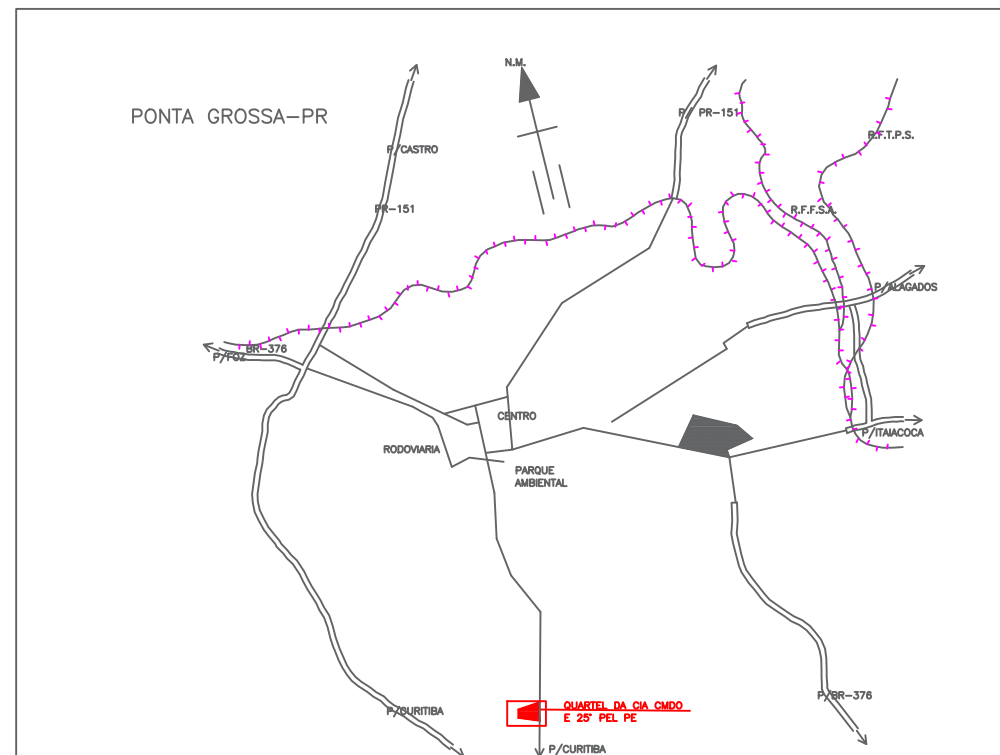 N.M.
PONTA GROSSA-PR
P/ PR-151
R.F.T.P.S.
P/CASTRO
PR-151
R.F.F.S.A.
P/ALAGADOS
BR-376
P/FOZ
CENTRO
P/ITAIACOCA
RODOVIARIA
PARQUE
AMBIENTAL
P/BR-376
QUARTEL DA CIA CMDO
E 25° PEL PE
P/CURITIBA
P/CURITIBA